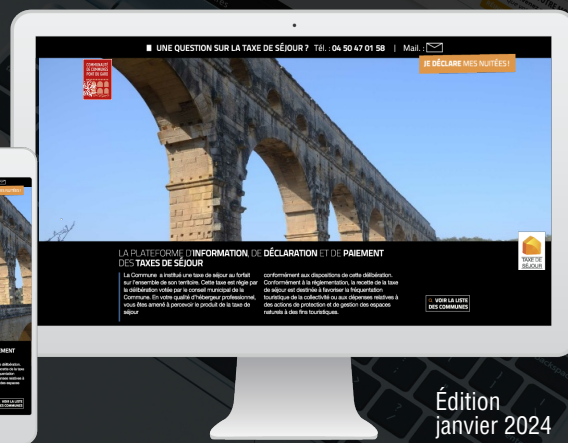 UNE QUESTION SUR LA TAXE DE SÉJOUR ? Tél. : 04 50 47 01 58 | Mail. :
JE DÉCLARE MES NUITÉES !
COMMUNAUTÉ
DE COMMUNES
PONT DU GARD
LA PLATEFORME D'INFORMATION, DE DÉCLARATION ET DE PAIEMENT
DES TAXES DE SÉJOUR
La Commune a institué une taxe de séjour au forfait
sur l'ensemble de son territoire. Cette taxe est régie par
la délibération votée par le conseil municipal de la
Commune. En votre qualité d'hébergeur professionnel,
vous êtes amené à percevoir le produit de la taxe de
séjour
conformément aux dispositions de cette délibération.
Conformément à la réglementation, la recette de la taxe
de séjour est destinée à favoriser la fréquentation
touristique de la collectivité ou aux dépenses relatives à
des actions de protection et de gestion des espaces
naturels à des fins touristiques.
TAXE DE
SÉJOUR
VOIR LA LISTE
DES COMMUNES
VOIR LA LISTE
DES COMMUNES
Édition
janvier 2024